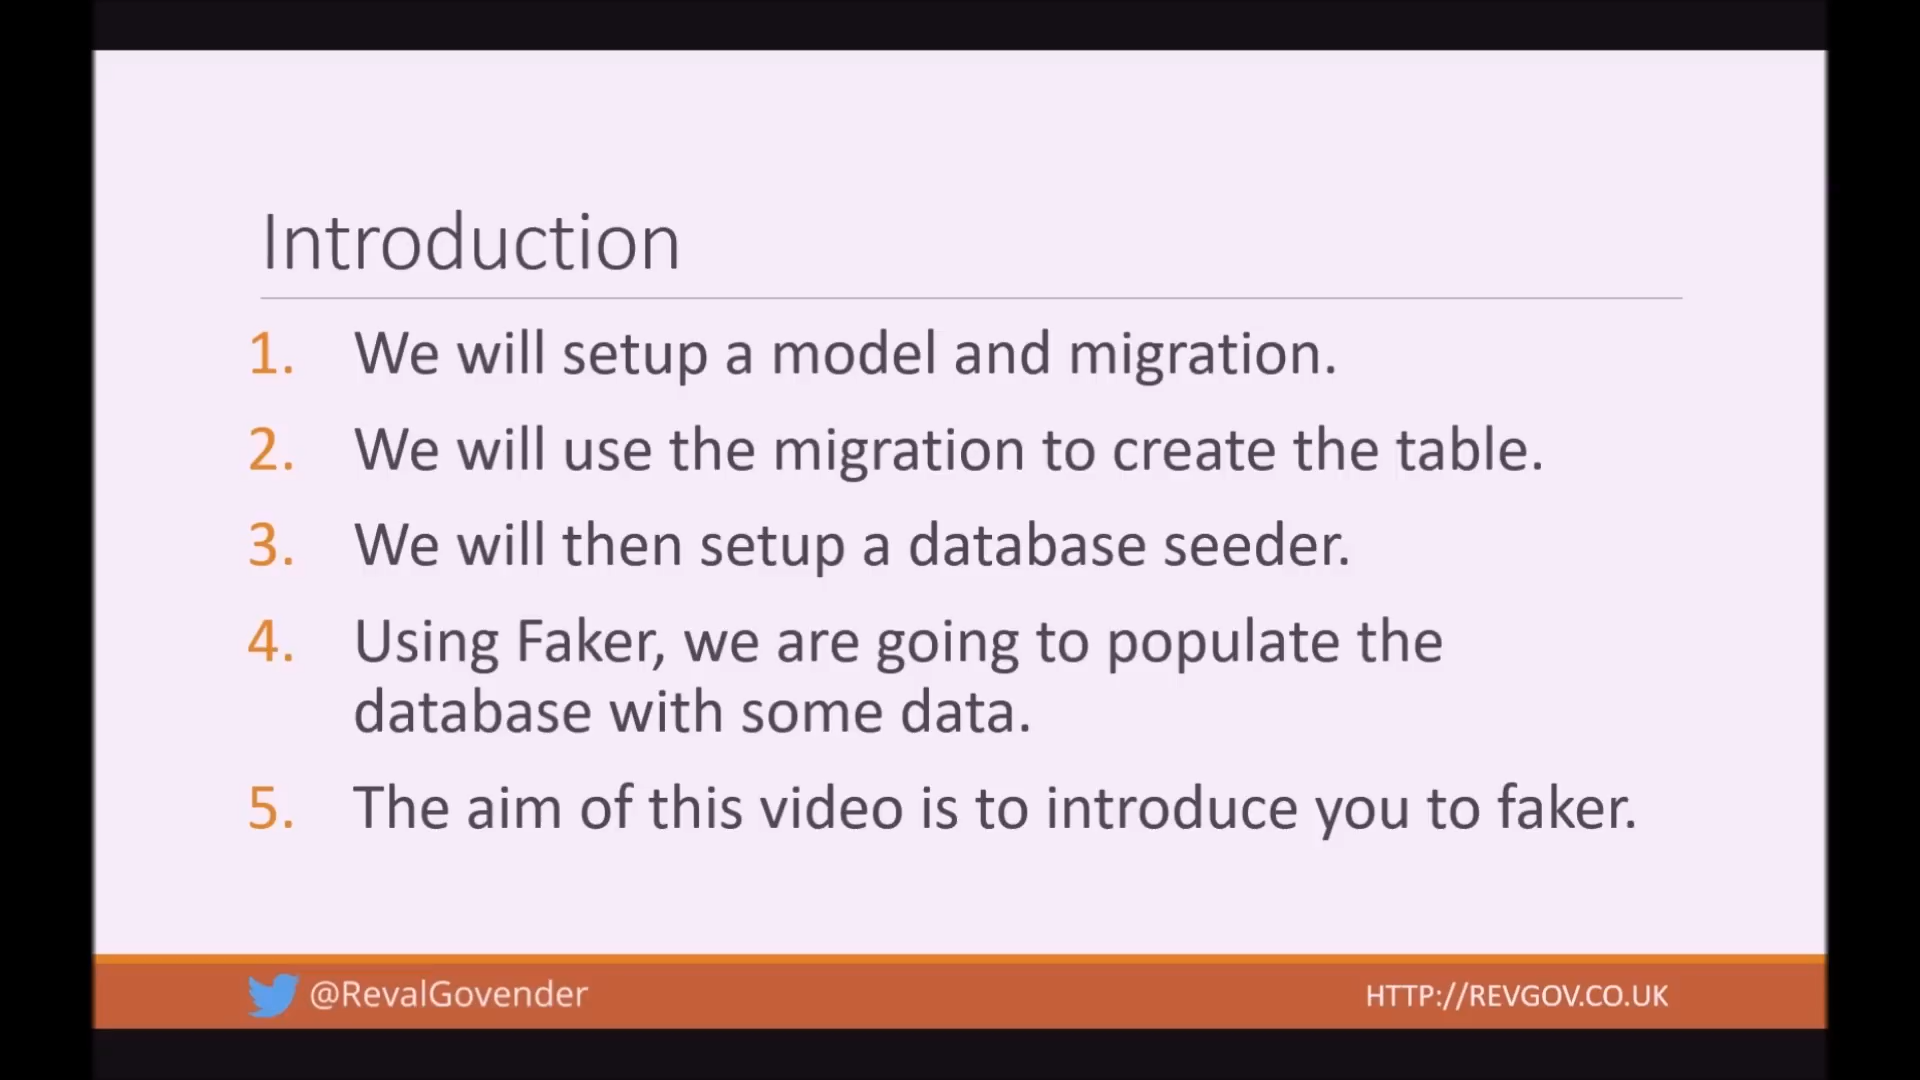 Introduction
1. We will setup a model and migration.
2. We will use the migration to create the table.
3. We will then setup a database seeder.
4. Using Faker, we are going to populate the
database with some data.
5. The aim of this video is to introduce you to faker.
@RevalGovender
HTTP://REVGOV.CO.UK